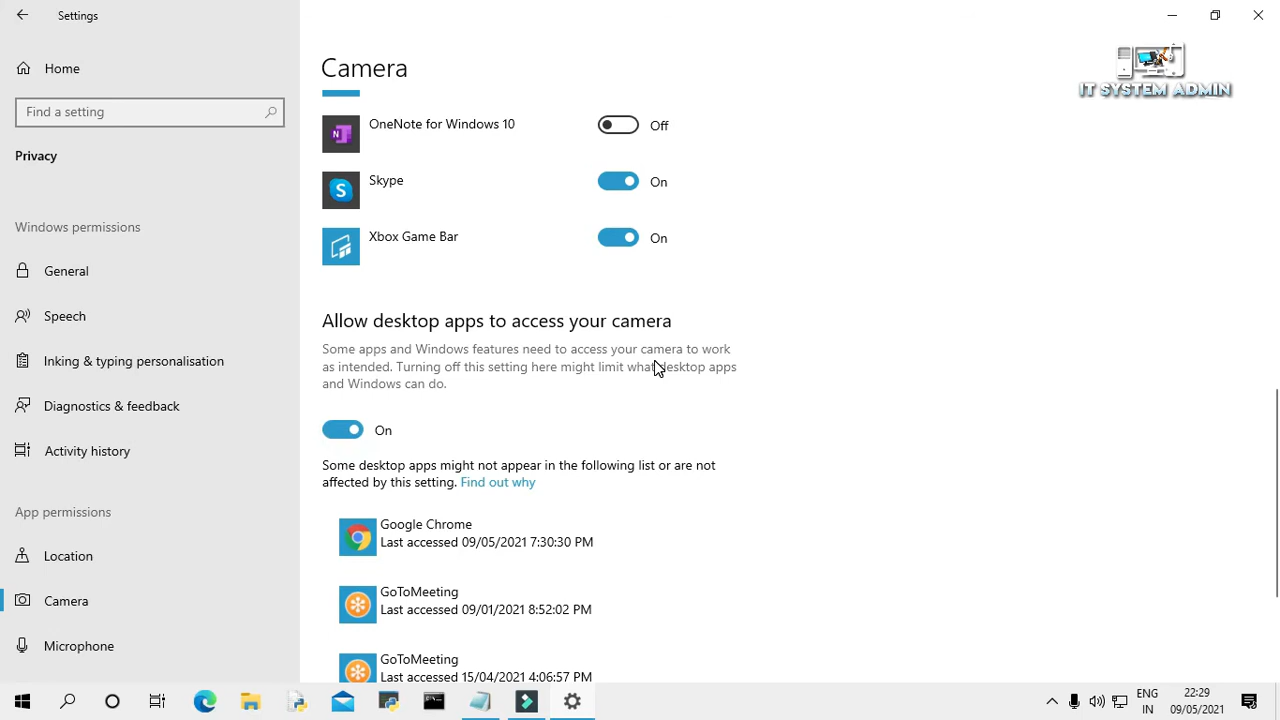 Settings
Home
Find a setting
Privacy
Windows permissions
General
Speech
Inking & typing personalisation
Diagnostics & feedback
Activity history
App permissions
Location
Camera
Microphone
Camera
OneNote for Windows 10
Off
Skype
On
Xbox Game Bar
On
Allow desktop apps to access your camera
Some apps and Windows features need to access your camera to work
as intended. Turning off this setting here might limit what desktop apps
and Windows can do.
On
Some desktop apps might not appear in the following list or are not
affected by this setting. Find out why
Google Chrome
Last accessed 09/05/2021 7:30:30 PM
GoToMeeting
Last accessed 09/01/2021 8:52:02 PM
GoToMeeting
Last accessed 15/04/2021 4:06:57 PM
IT SYSTEM ADMIN
ENG
IN
22:29
09/05/2021